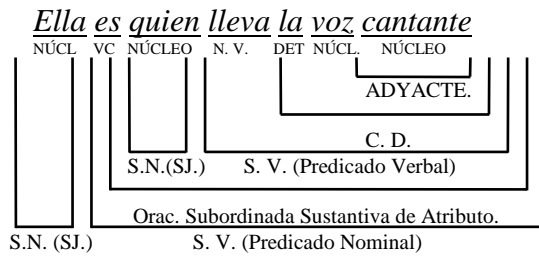 Ella es quien lleva la voz cantante
NÚCL VC NÚCLEO N. V. DET NÚCL. NÚCLEO
ADYACTE.
C. D.
S.N.(SJ.) S. V. (Predicado Verbal)
Orac. Subordinada Sustantiva de Atributo.
S.N. (SJ.) S. V. (Predicado Nominal)